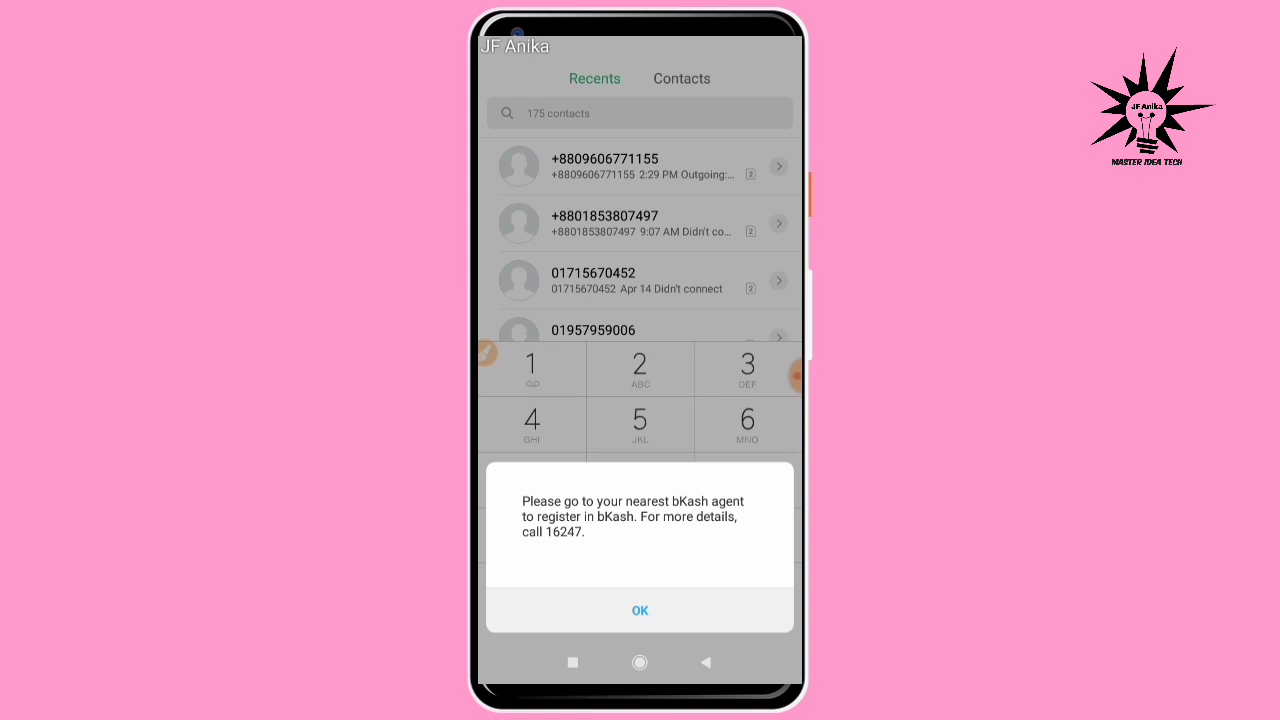 JF Anika
Recents Contacts
175 contacts
+8809606771155
+8809606771155 2:29 PM Outgoing:... 2
+8801853807497
+8801853807497 9:07 AM Didn't co... 2
01715670452
01715670452 Apr 14 Didn't connect 2
01957959006
1 2 3
ABC DEF
4 5 6
GHI JKL MNO
Please go to your nearest bKash agent
to register in bKash. For more details,
call 16247.
OK
JF Anika
MASTER IDEA TECH